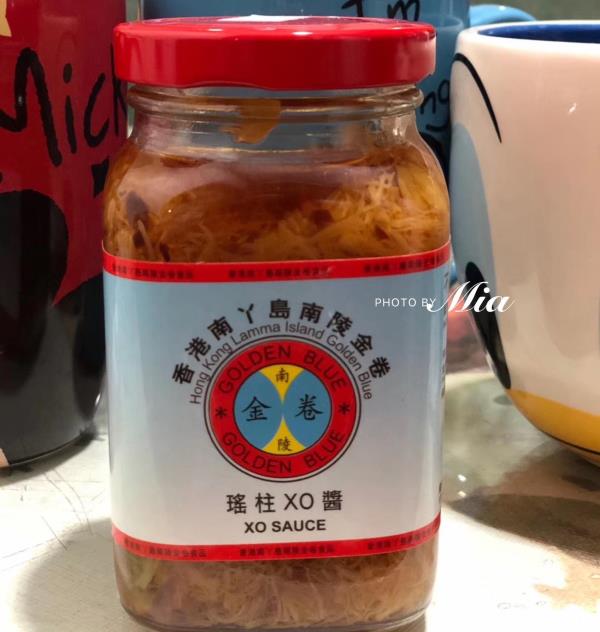 Mick
I'm
PHOTO BY Mia
香港南丫島南陵金卷
Hong Kong Lamma Island Golden Blue
GOLDEN BLUE
南
金 卷
陵
GOLDEN BLUE
瑤柱XO醬
XO SAUCE